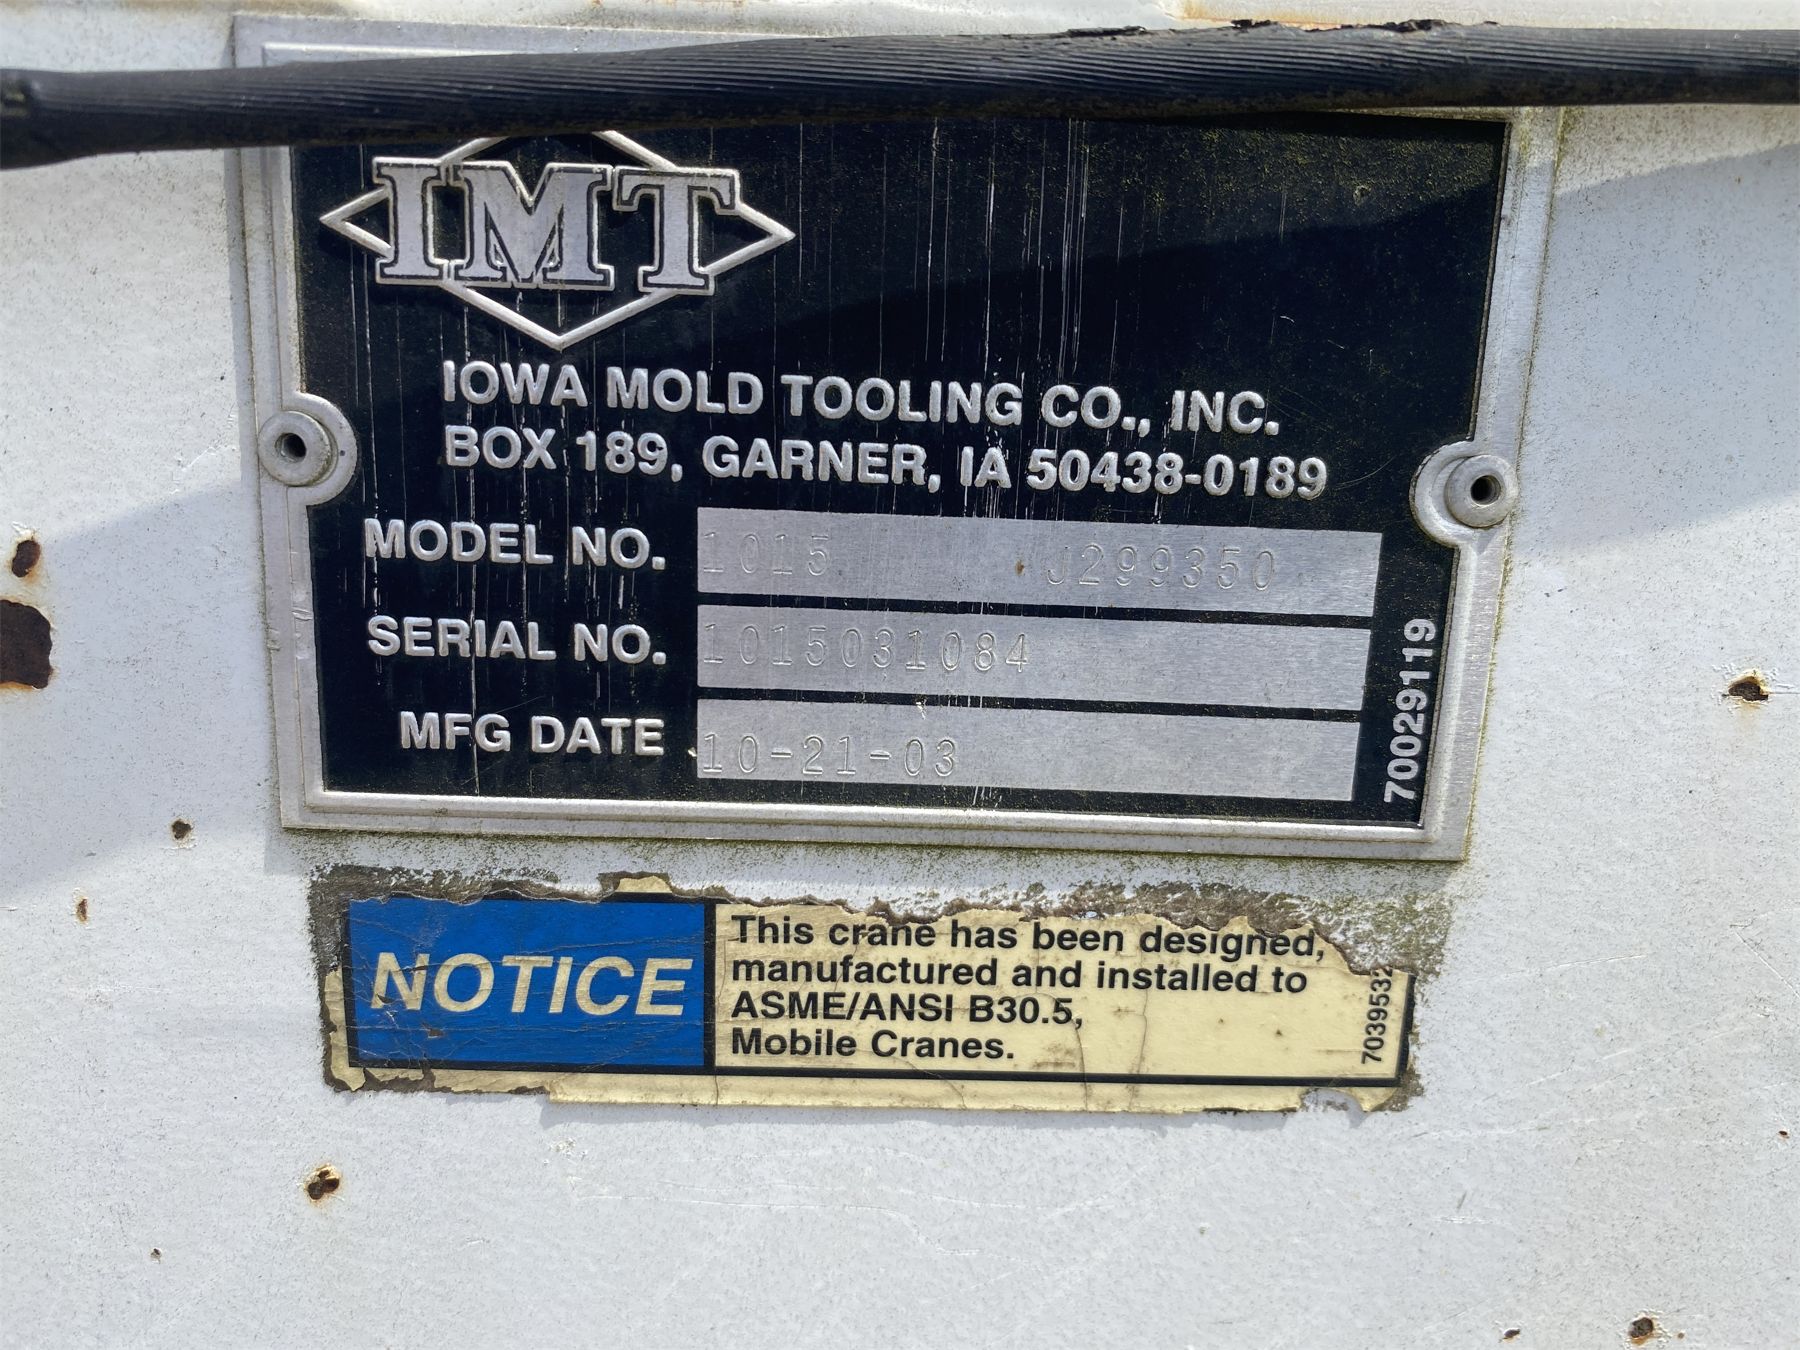 IMT
IOWA MOLD TOOLING CO., INC.
BOX 189, GARNER, IA 50438-0189
MODEL NO. 1015 J299350
SERIAL NO. 1015031084
MFG DATE 10-21-03
70029119
NOTICE
This crane has been designed,
manufactured and installed to
ASME/ANSI B30.5,
Mobile Cranes.
7039532